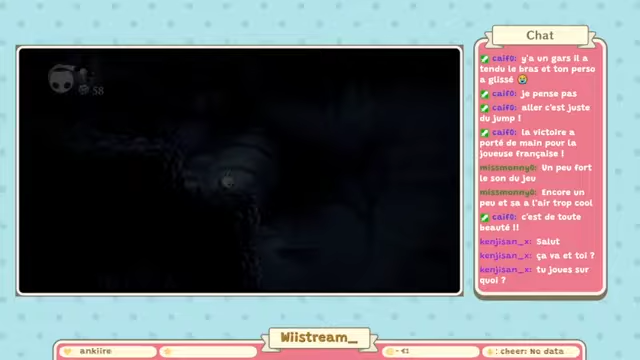 58
Chat
caif0: y'a un gars il a
tendu le bras et ton perso
a glissé 😭
caif0: je pense pas
caif0: aller c'est juste
du jump !
caif0: la victoire a
porté de main pour la
joueuse française !
missmanny0: Un peu fort
le son du jeu
missmanny0: Encore un
peu et sa a l'air trop cool
caif0: c'est de toute
beauté !!
kenjisan_x: Salut
kenjisan_x: ça va et toi ?
kenjisan_x: tu joues sur
quoi ?
Wiistream_
ankiire
- €1
: cheer: No data